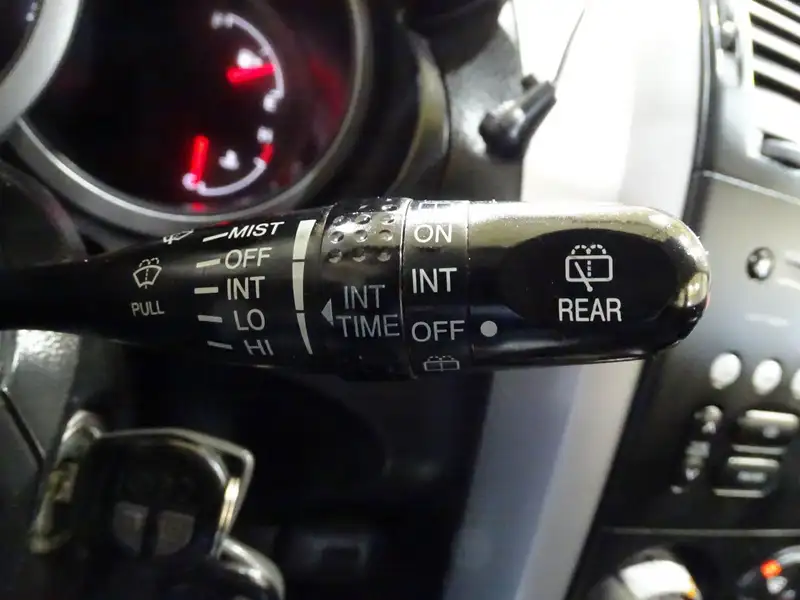 MIST
OFF
INT
LO
HI
PULL
INT
TIME
ON
INT
OFF
REAR